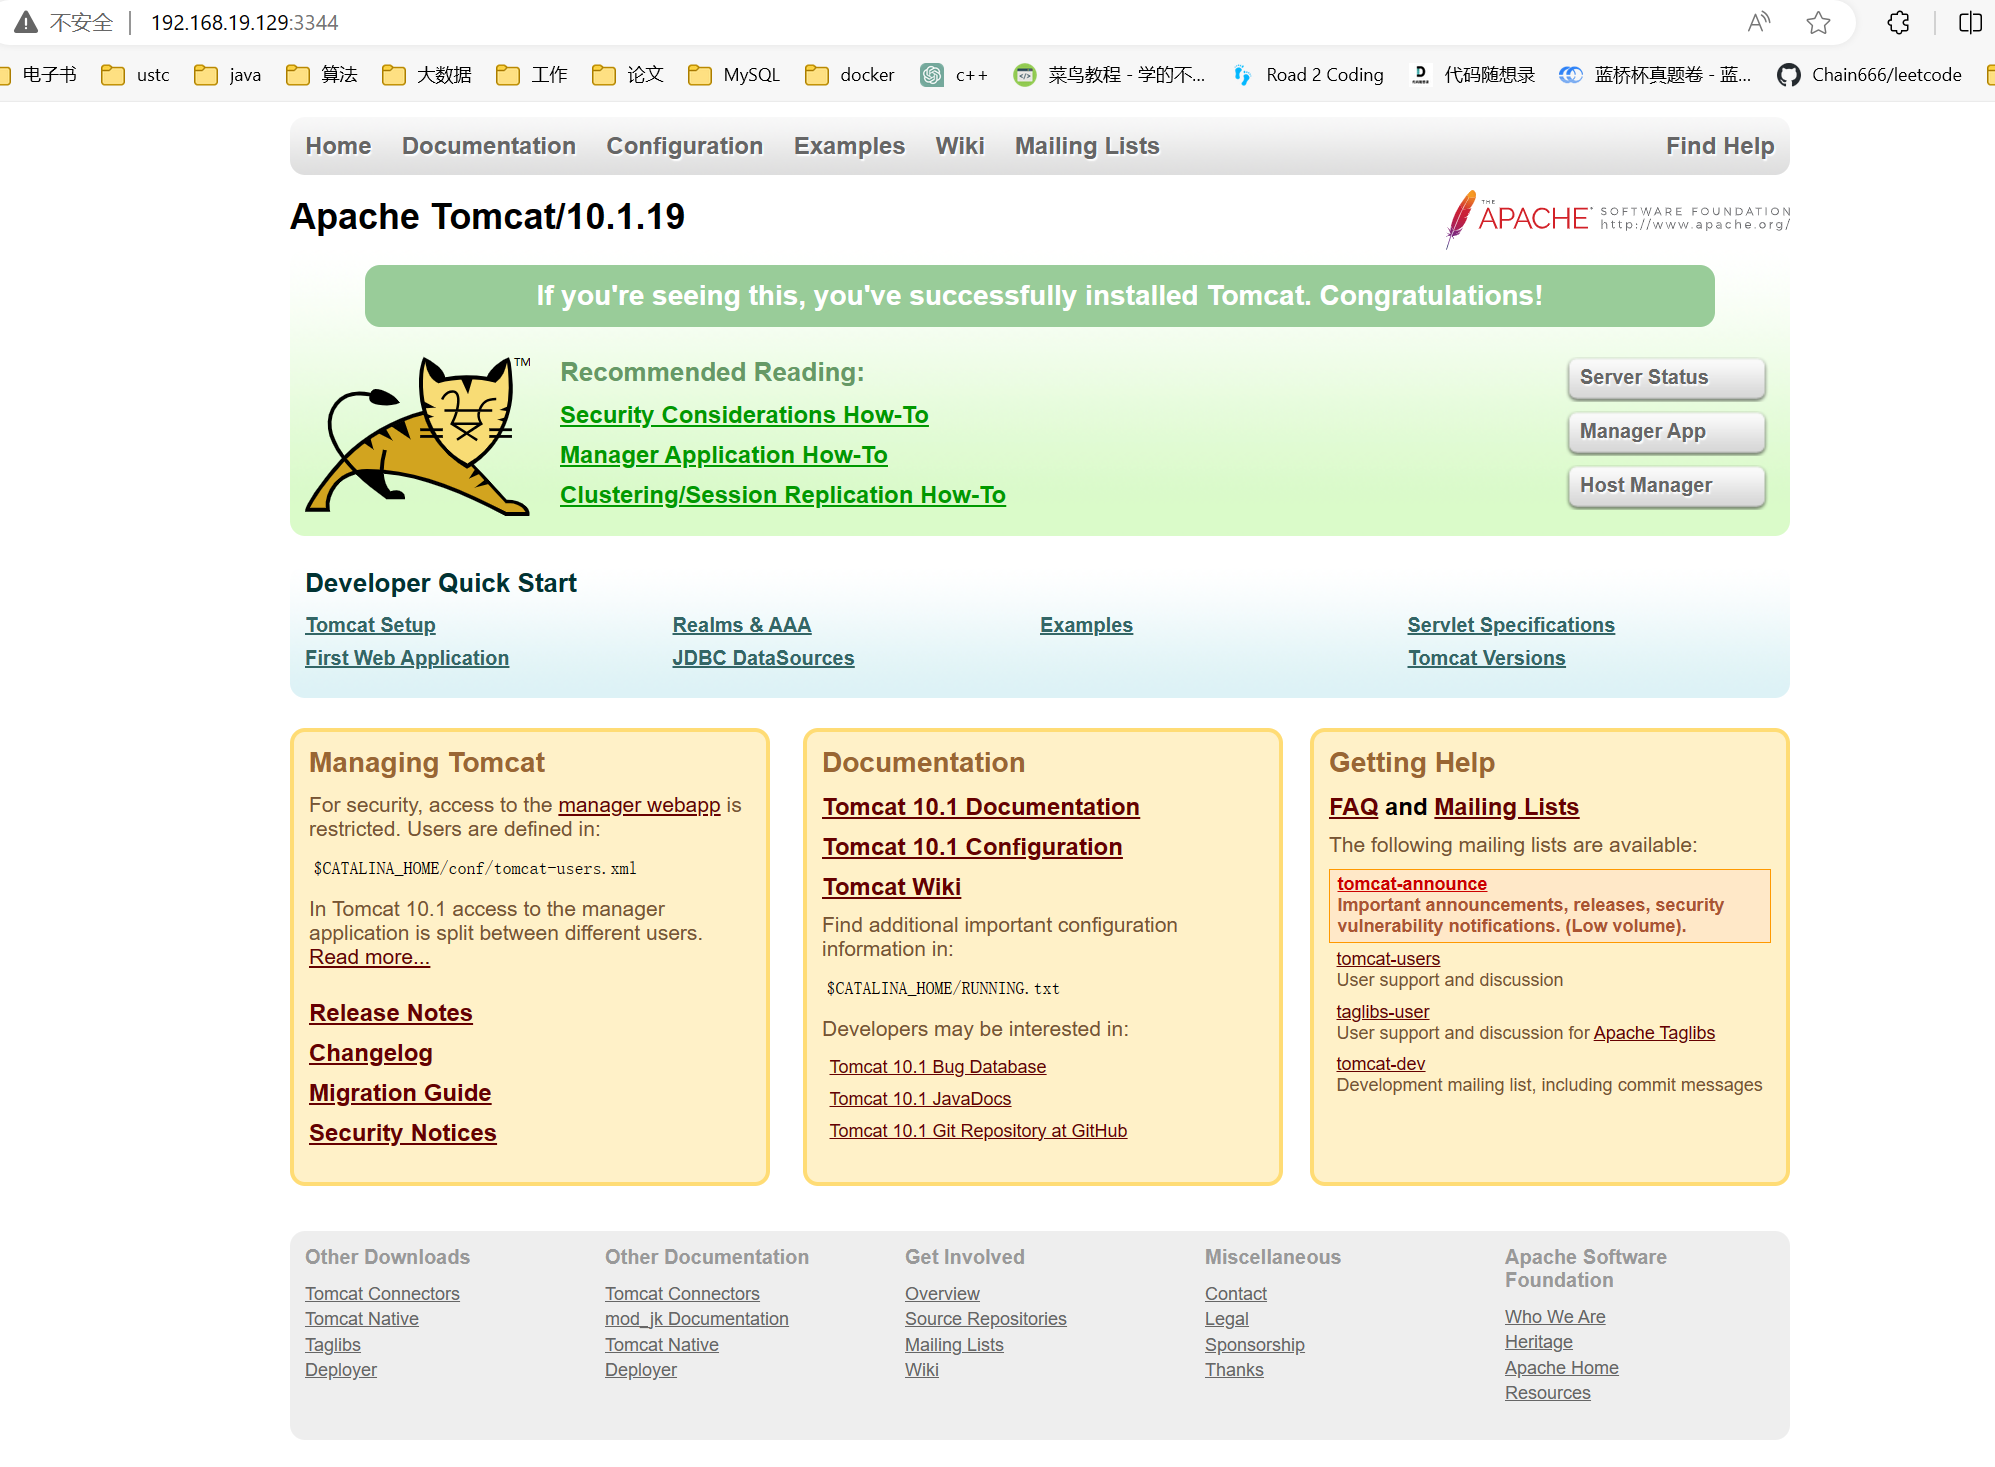 不安全 192.168.19.129:3344
电子书 ustc java 算法 大数据 工作 论文 MySQL docker c++ 菜鸟教程 - 学的不... Road 2 Coding 代码随想录 蓝桥杯真题卷 - 蓝... Chain666/leetcode
Home Documentation Configuration Examples Wiki Mailing Lists Find Help
Apache Tomcat/10.1.19
THE APACHE SOFTWARE FOUNDATION
http://www.apache.org/
If you're seeing this, you've successfully installed Tomcat. Congratulations!
TM
Recommended Reading:
Security Considerations How-To
Manager Application How-To
Clustering/Session Replication How-To
Server Status
Manager App
Host Manager
Developer Quick Start
Tomcat Setup
First Web Application
Realms & AAA
JDBC DataSources
Examples
Servlet Specifications
Tomcat Versions
Managing Tomcat
For security, access to the manager webapp is
restricted. Users are defined in:
$CATALINA_HOME/conf/tomcat-users.xml
In Tomcat 10.1 access to the manager
application is split between different users.
Read more...
Release Notes
Changelog
Migration Guide
Security Notices
Documentation
Tomcat 10.1 Documentation
Tomcat 10.1 Configuration
Tomcat Wiki
Find additional important configuration
information in:
$CATALINA_HOME/RUNNING.txt
Developers may be interested in:
Tomcat 10.1 Bug Database
Tomcat 10.1 JavaDocs
Tomcat 10.1 Git Repository at GitHub
Getting Help
FAQ and Mailing Lists
The following mailing lists are available:
tomcat-announce
Important announcements, releases, security
vulnerability notifications. (Low volume).
tomcat-users
User support and discussion
taglibs-user
User support and discussion for Apache Taglibs
tomcat-dev
Development mailing list, including commit messages
Other Downloads
Tomcat Connectors
Tomcat Native
Taglibs
Deployer
Other Documentation
Tomcat Connectors
mod_jk Documentation
Tomcat Native
Deployer
Get Involved
Overview
Source Repositories
Mailing Lists
Wiki
Miscellaneous
Contact
Legal
Sponsorship
Thanks
Apache Software
Foundation
Who We Are
Heritage
Apache Home
Resources